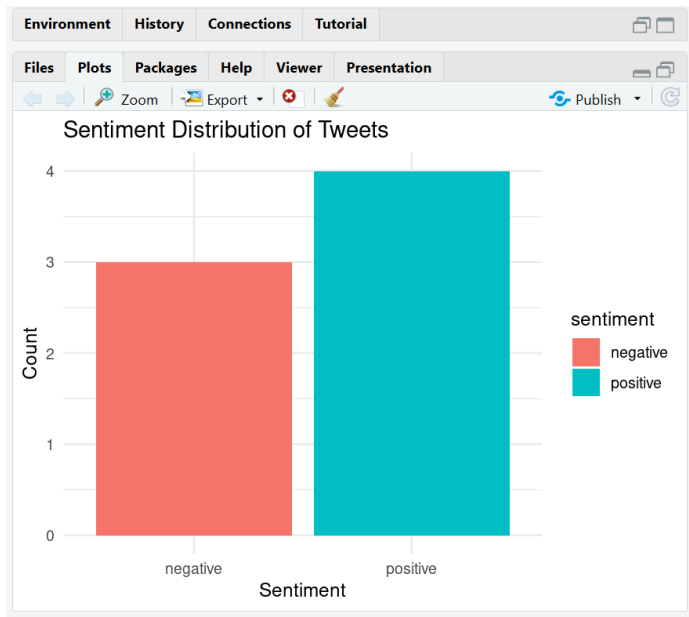 Environment History Connections Tutorial
Files Plots Packages Help Viewer Presentation
Zoom Export Publish
Sentiment Distribution of Tweets
4
3
2
1
0
Count
negative positive
Sentiment
sentiment
negative
positive